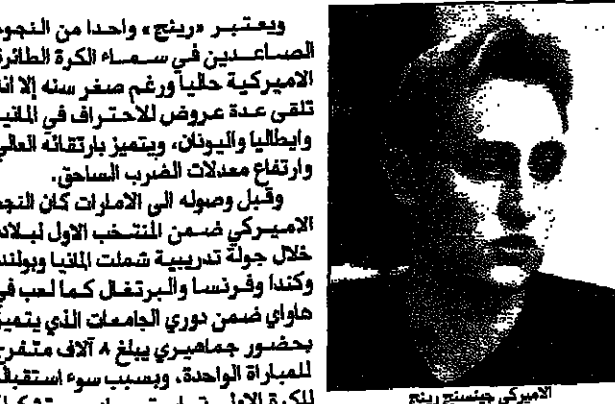 ويعتبر «رينج» واحدا من النجوم
الصاعدين في سماء الكرة الطائرة
الاميركية حاليا ورغم صغر سنه إلا انه
تلقى عدة عروض للاحتراف في المانيا
وايطاليا واليونان، ويتميز بارتقائه العالي
وارتفاع معدلات الضرب الساحق.
وقبل وصوله الى الامارات كان النجم
الاميركي ضمن المنتخب الاول لبلاده
خلال جولة تدريبية شملت المانيا وبولندا
وكندا وفرنسا والبرتغال كما لعب في
هاواي ضمن دوري الجامعات الذي يتميز
بحضور جماهيري يبلغ ٨ آلاف متفرج
للمباراة الواحدة، وبسبب سوء استقباله
للكرة الاولى
الاميركي جينسنج رينج